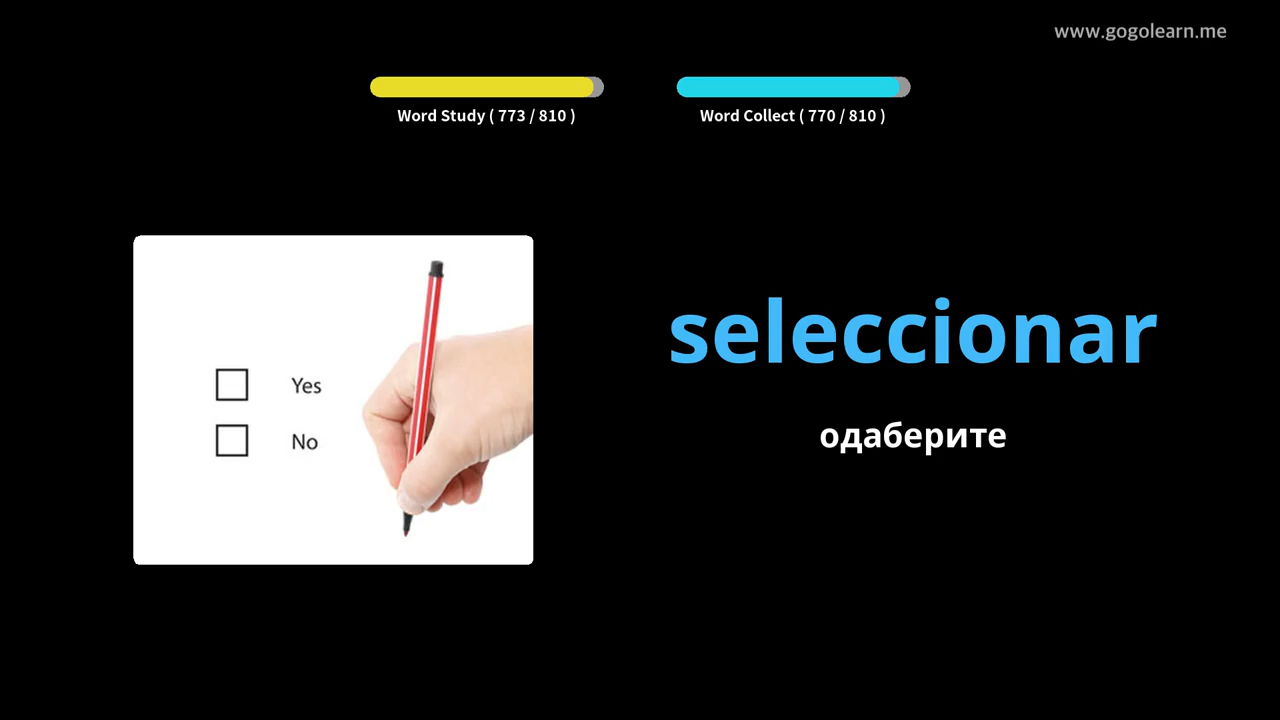 www.gogolearn.me
Word Study ( 773 / 810 )
Word Collect ( 770 / 810 )
Yes
No
seleccionar
одаберите